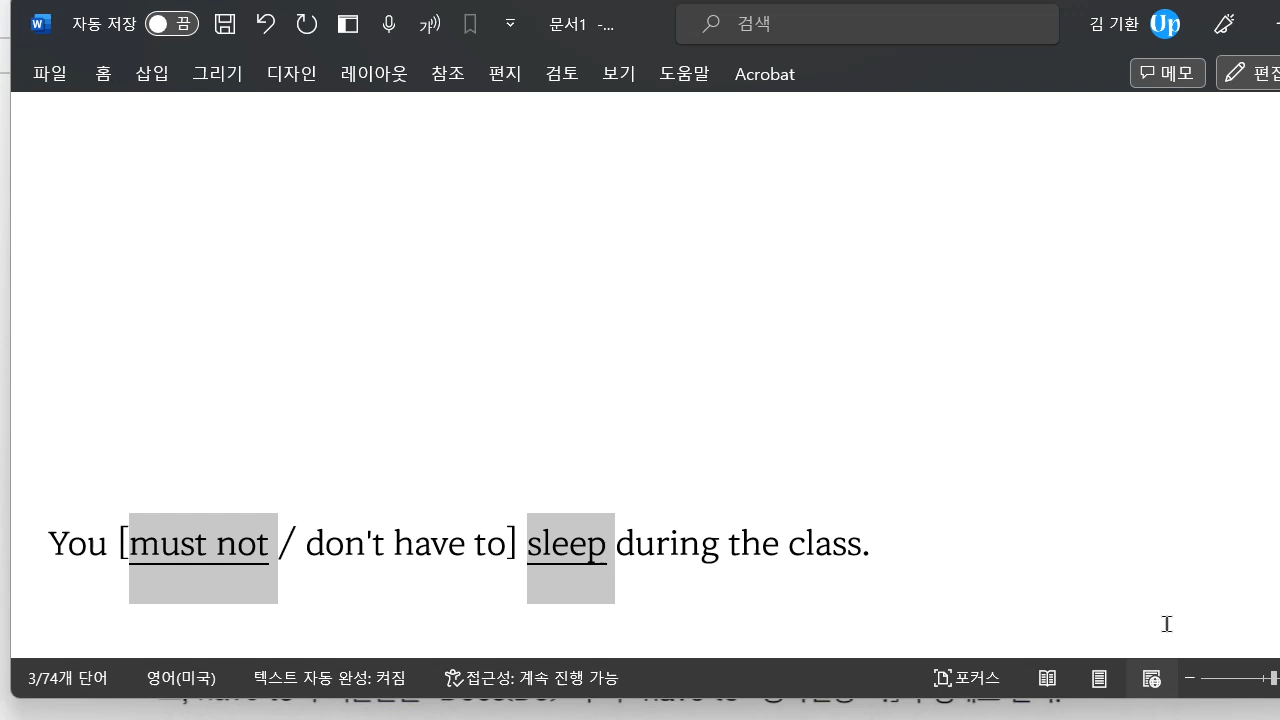 자동 저장 끔 문서1 -... 검색 김 기환 Up
파일 홈 삽입 그리기 디자인 레이아웃 참조 편지 검토 보기 도움말 Acrobat 메모
You [must not / don't have to] sleep during the class.
3/74개 단어 영어(미국) 텍스트 자동 완성: 켜짐 접근성: 계속 진행 가능 포커스